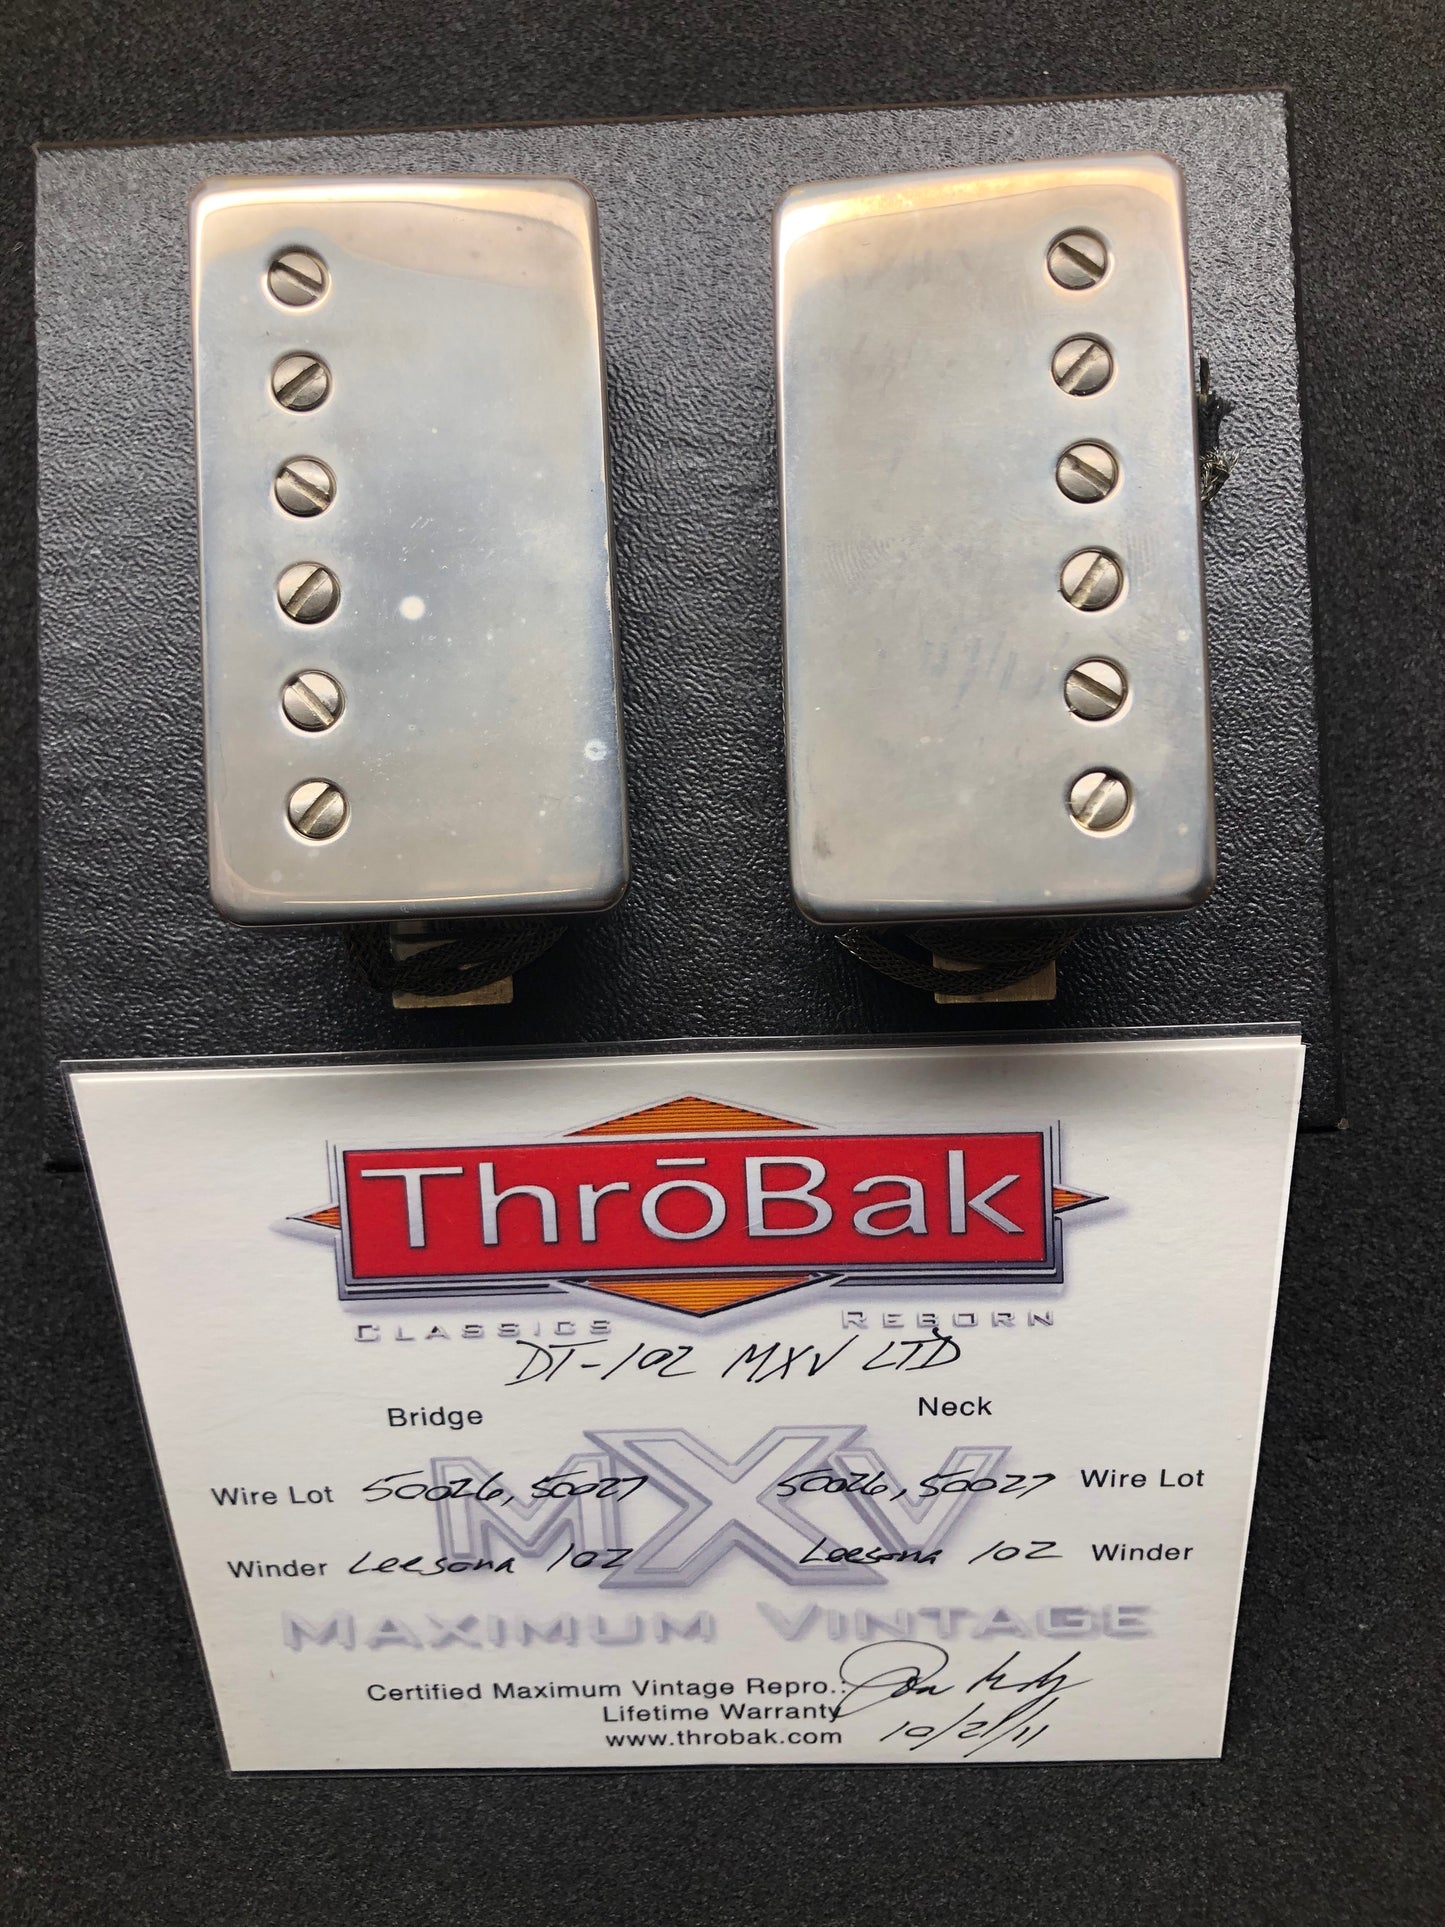 ThrōBak
CLASSICS REBORN
DT-102 MXV LTD
Bridge Neck
Wire Lot 50026, 50027 50026, 50027 Wire Lot
MXV
Winder Leesona 102 Leesona 102 Winder
MAXIMUM VINTAGE
Certified Maximum Vintage Repro.:
Lifetime Warranty
www.throbak.com 10/21/11